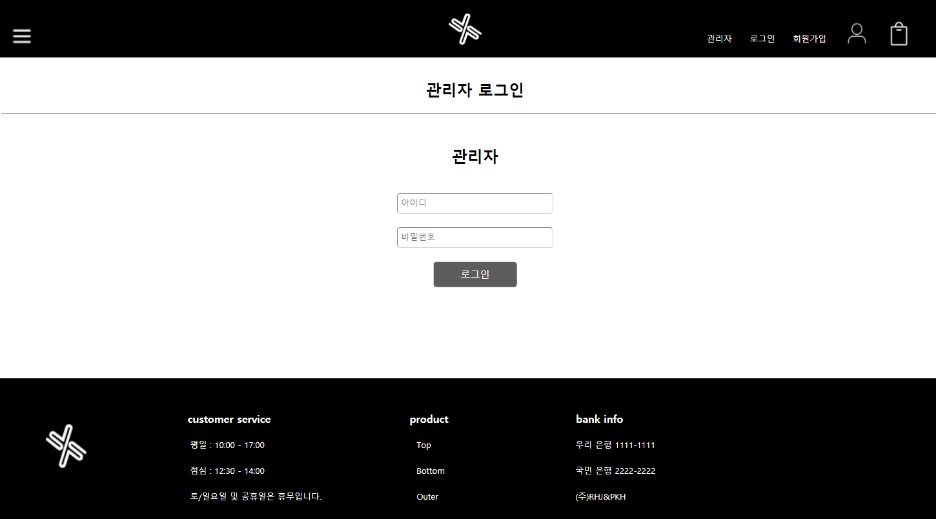 관리자 로그인 회원가입
관리자 로그인
관리자
아이디
비밀번호
로그인
customer service
평일 : 10:00 - 17:00
점심 : 12:30 - 14:00
토/일요일 및 공휴일은 휴무입니다.
product
Top
Bottom
Outer
bank info
우리 은행 1111-1111
국민 은행 2222-2222
(주)RHJ&PKH